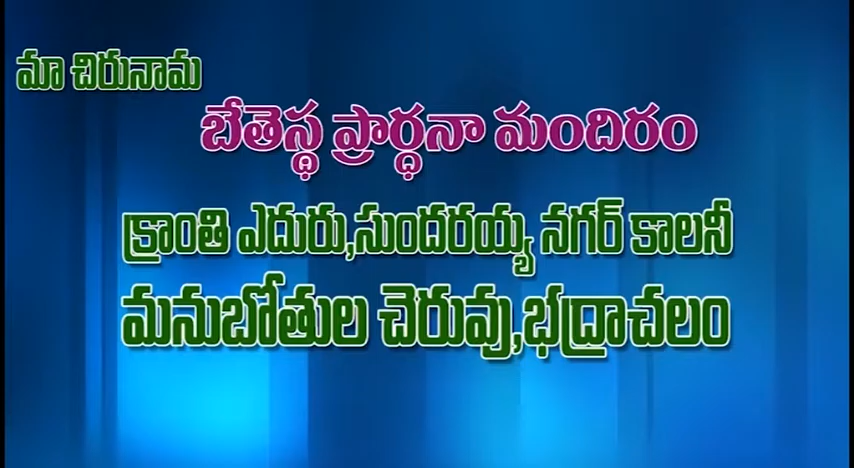 మా చిరునామ
బేతెస్థ ప్రార్ధనా మందిరం
క్రాంతి ఎదురు,సుందరయ్య నగర్ కాలనీ
మనుబోతుల చెరువు,భద్రాచలం